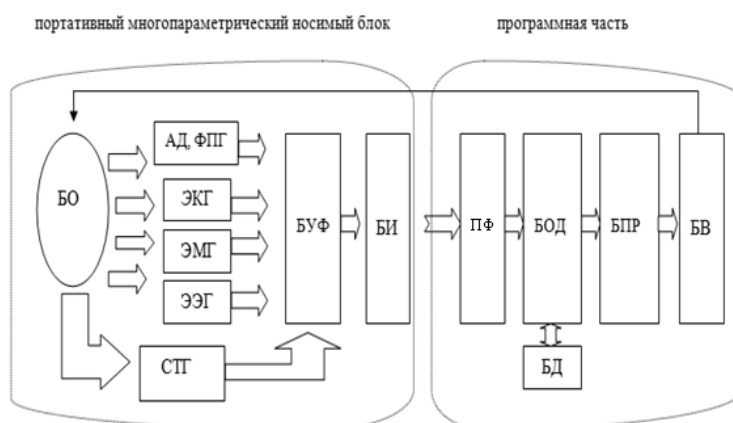 портативный многопараметрический носимый блок
программная часть
АД, ФПГ
БО
ЭКГ
БУФ
БИ
ПФ
БОД
БПР
БВ
ЭМГ
ЭЭГ
СТГ
БД